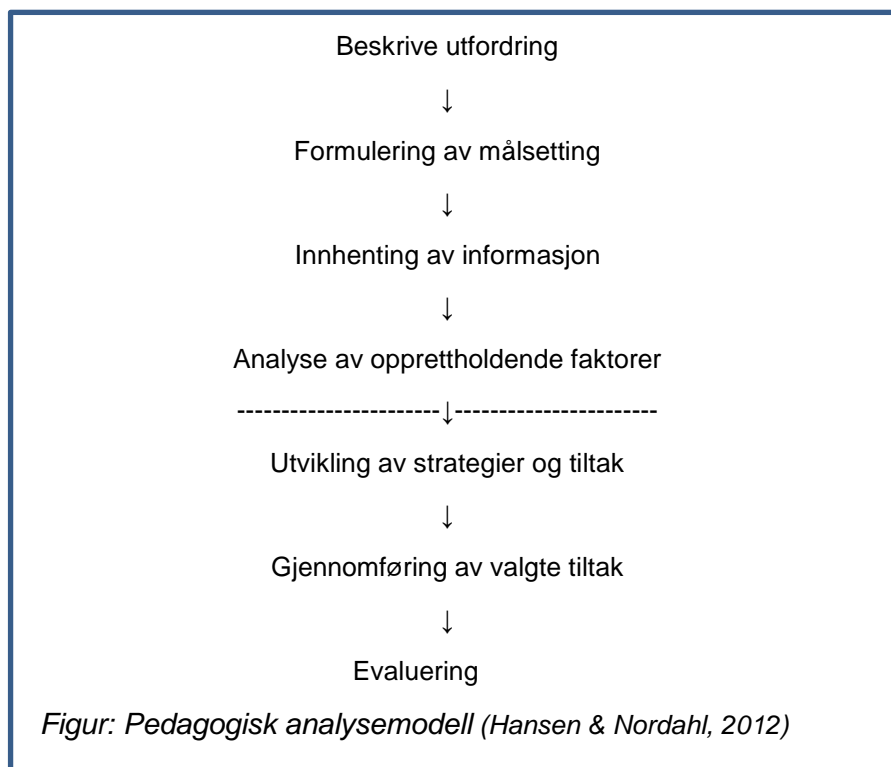 Beskrive utfordring
↓
Formulering av målsetting
↓
Innhenting av informasjon
↓
Analyse av opprettholdende faktorer
-----------------------↓-----------------------
Utvikling av strategier og tiltak
↓
Gjennomføring av valgte tiltak
↓
Evaluering
Figur: Pedagogisk analysemodell (Hansen & Nordahl, 2012)